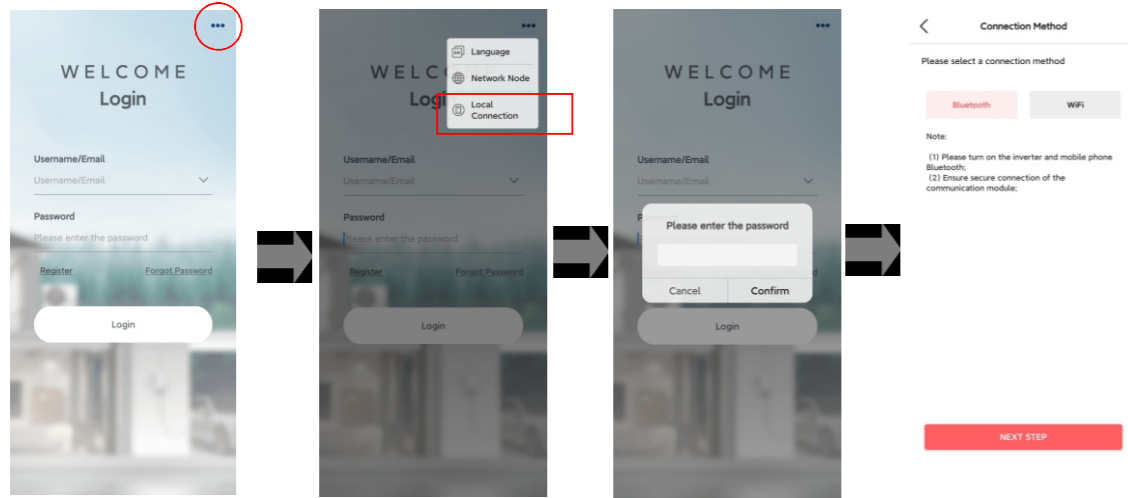 •••
WELCOME
Login
Username/Email
Username/Email
Password
Please enter the password
Register Forgot Password
Login
•••
Language
Network Node
Local
Connection
WELC
Logi
Username/Email
Username/Email
Password
Please enter the password
Register Forgot Password
Login
•••
WELCOME
Login
Username/Email
Username/Email
P
Please enter the password
Cancel Confirm
d
Login
Connection Method
Please select a connection method
Bluetooth WiFi
Note:
(1) Please turn on the inverter and mobile phone
Bluetooth;
(2) Ensure secure connection of the
communication module;
NEXT STEP